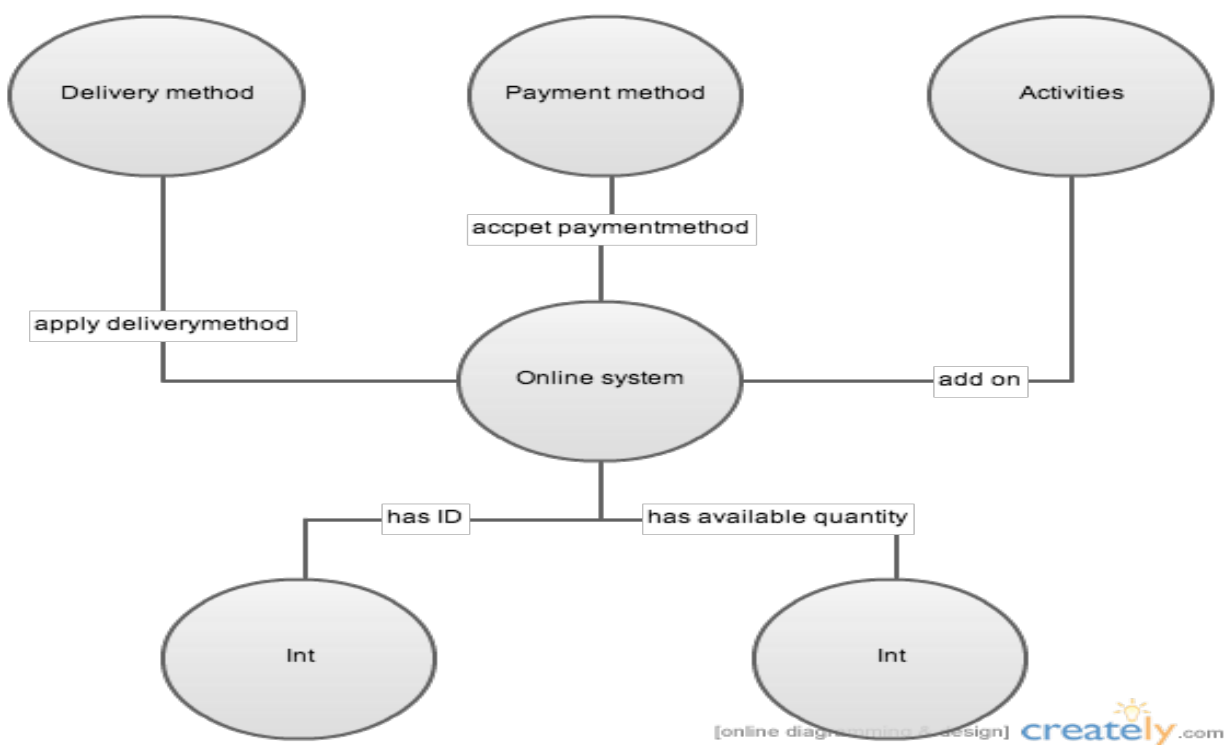 Delivery method
Payment method
Activities
accpet paymentmethod
apply deliverymethod
Online system
add on
has ID
has available quantity
Int
Int
[online diagramming & design] creately.com